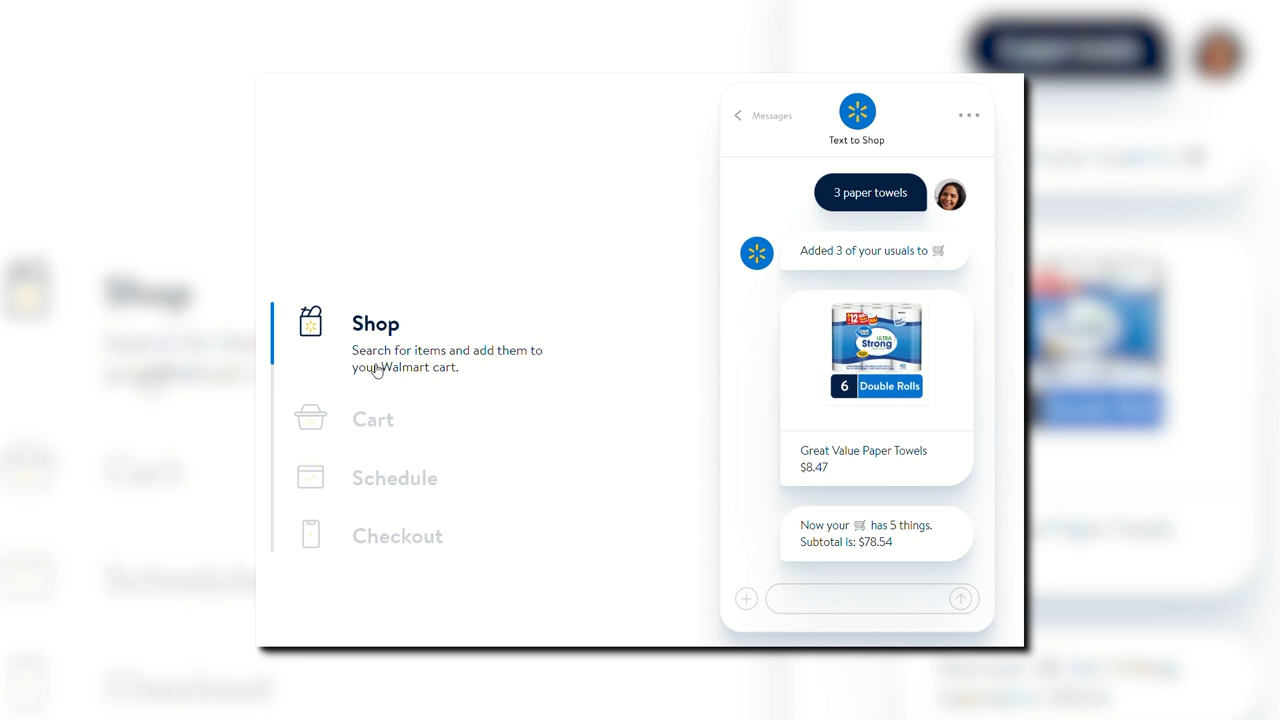 Shop
Search for items and add them to
your Walmart cart.
Cart
Schedule
Checkout
Messages
Text to Shop
3 paper towels
Added 3 of your usuals to
$12
Great Value
ULTRA
Strong
6 Double Rolls
Great Value Paper Towels
$8.47
Now your 🛒 has 5 things.
Subtotal is: $78.54